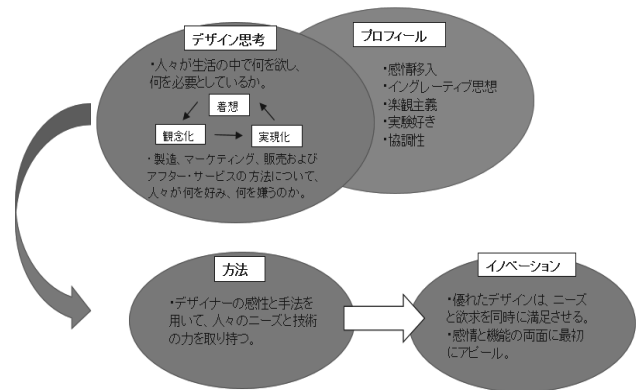 デザイン思考
・人々が生活の中で何を欲し、
何を必要としているか。
着想
観念化
実現化
・製造、マーケティング、販売および
アフター・サービスの方法について、
人々が何を好み、何を嫌うのか。
プロフィール
・感情移入
・イングレーティブ思想
・楽観主義
・実験好き
・協調性
方法
・デザイナーの感性と手法を
用いて、人々のニーズと技術
の力を取り持つ。
イノベーション
・優れたデザインは、ニーズ
と欲求を同時に満足させる。
・感情と機能の両面に最初
にアピール。